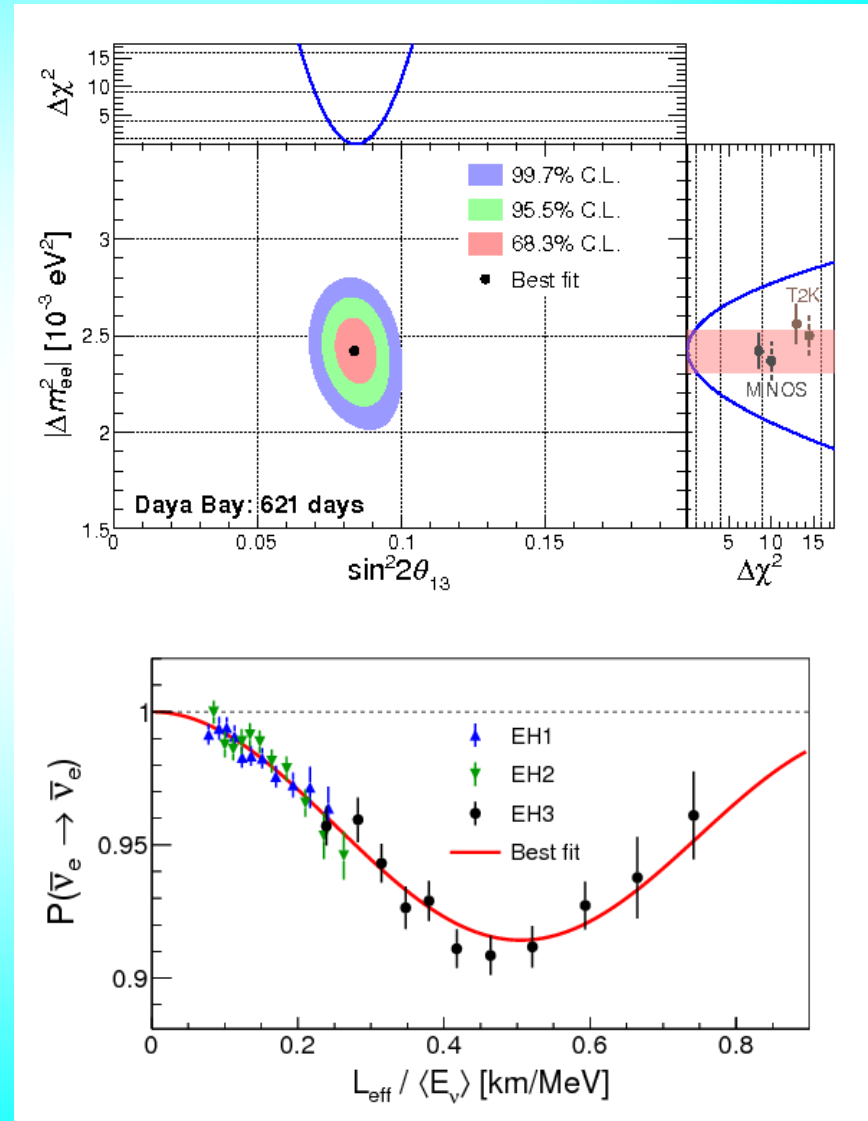 15
10
5
Δχ²
99.7% C.L.
95.5% C.L.
68.3% C.L.
Best fit
3
2.5
2
1.5
|Δm²ₑₑ| [10⁻³ eV²]
T2K
MINOS
Daya Bay: 621 days
0 0.05 0.1 0.15
5 10 15
sin²2θ₁₃
Δχ²
1
0.95
0.9
P(ν̄ₑ → ν̄ₑ)
EH1
EH2
EH3
Best fit
0 0.2 0.4 0.6 0.8
L_eff / ⟨E_ν⟩ [km/MeV]